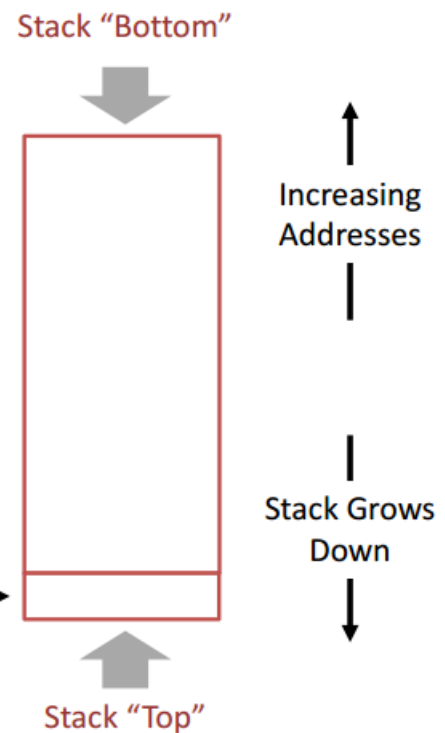 Stack “Bottom”
Increasing
Addresses
Stack Grows
Down
Stack “Top”